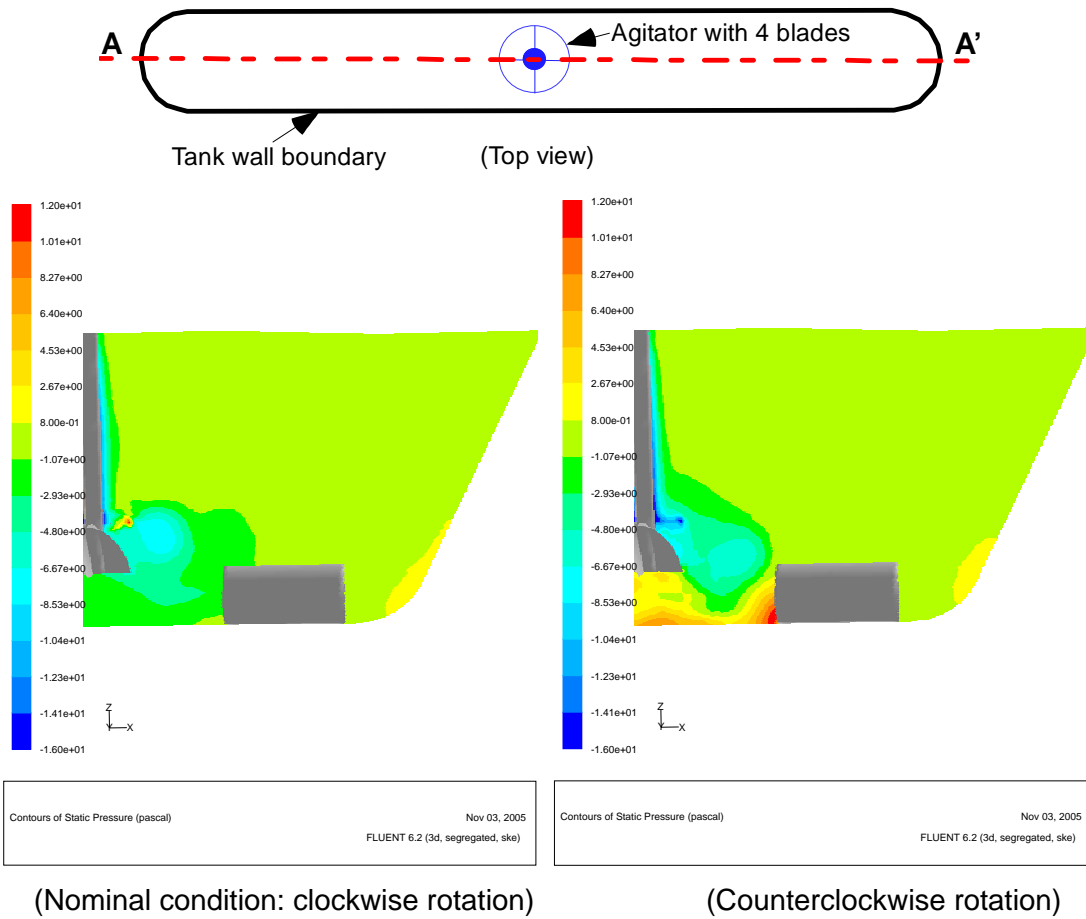 A
A'
Agitator with 4 blades
Tank wall boundary
(Top view)
1.20e+01
1.01e+01
8.27e+00
6.40e+00
4.53e+00
2.67e+00
8.00e-01
-1.07e+00
-2.93e+00
-4.80e+00
-6.67e+00
-8.53e+00
-1.04e+01
-1.23e+01
-1.41e+01
-1.60e+01
Z
X
Contours of Static Pressure (pascal)
Nov 03, 2005
FLUENT 6.2 (3d, segregated, ske)
(Nominal condition: clockwise rotation)
1.20e+01
1.01e+01
8.27e+00
6.40e+00
4.53e+00
2.67e+00
8.00e-01
-1.07e+00
-2.93e+00
-4.80e+00
-6.67e+00
-8.53e+00
-1.04e+01
-1.23e+01
-1.41e+01
-1.60e+01
Z
X
Contours of Static Pressure (pascal)
Nov 03, 2005
FLUENT 6.2 (3d, segregated, ske)
(Counterclockwise rotation)